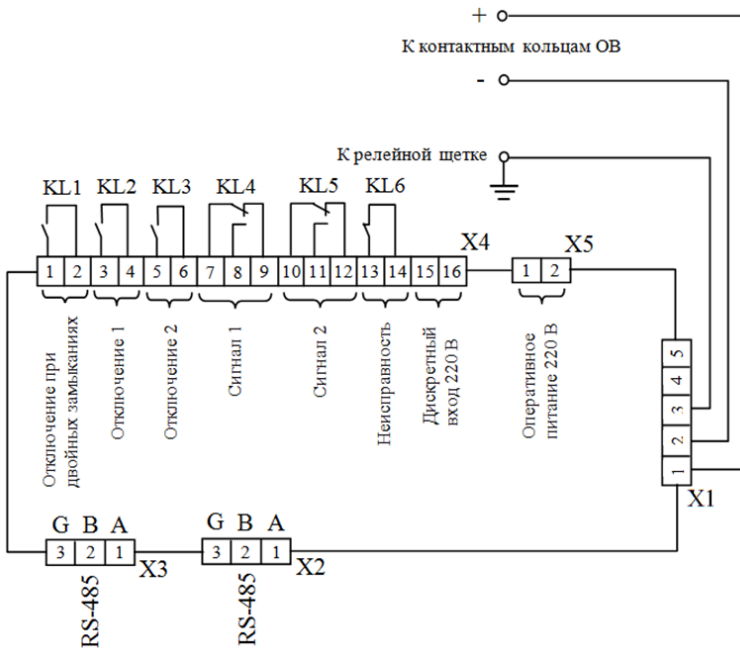 +
К контактным кольцам ОВ
-
К релейной щетке
KL1 KL2 KL3 KL4 KL5 KL6
X4 X5
1 2 3 4 5 6 7 8 9 10 11 12 13 14 15 16
1 2
Отключение при
двойных замыканиях
Отключение 1
Отключение 2
Сигнал 1
Сигнал 2
Неисправность
Дискретный
вход 220 В
Оперативное
питание 220 В
5
4
3
2
1
X1
G B A
3 2 1
X3
RS-485
G B A
3 2 1
X2
RS-485